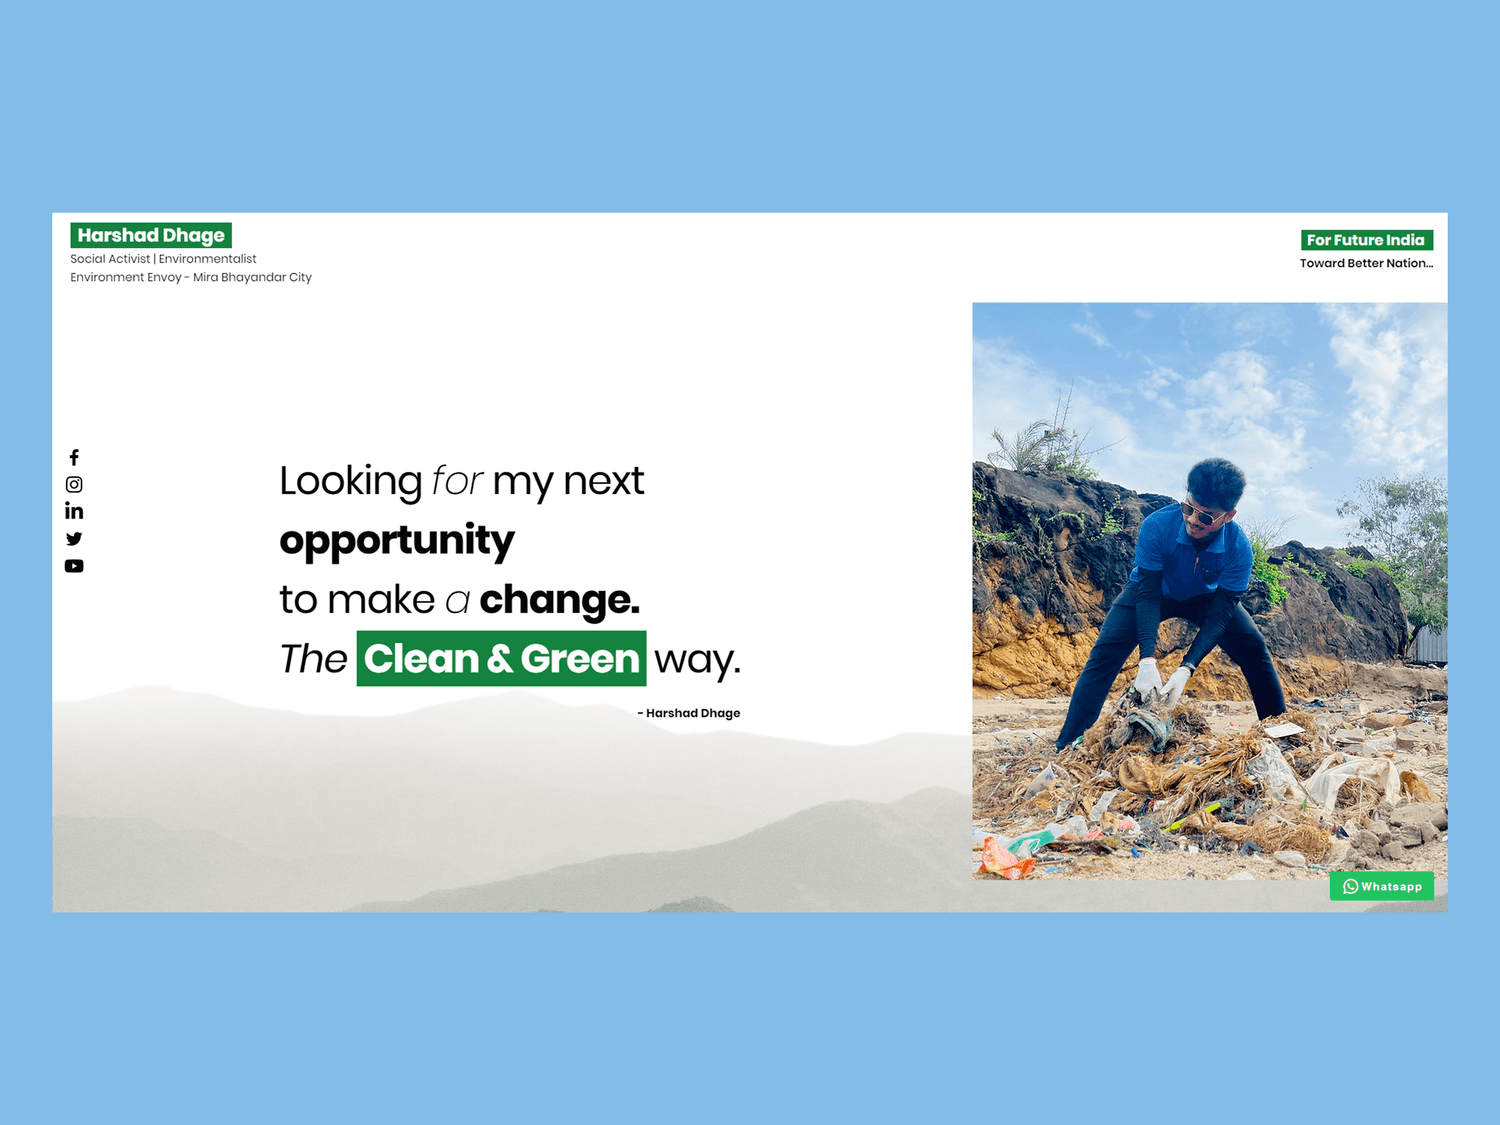 Harshad Dhage
Social Activist | Environmentalist
Environment Envoy - Mira Bhayandar City
For Future India
Toward Better Nation...
Looking for my next
opportunity
to make a change.
The Clean & Green way.
- Harshad Dhage
Whatsapp